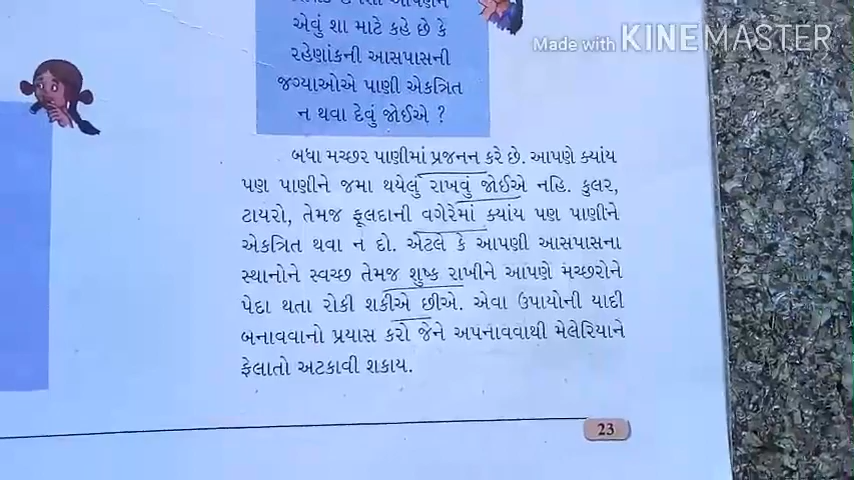 એવું શા માટે કહે છે કે
રહેણાંકની આસપાસની
જગ્યાઓએ પાણી એકત્રિત
ન થવા દેવું જોઈએ ?
Made with KINEMASTER
બધા મચ્છર પાણીમાં પ્રજનન કરે છે. આપણે ક્યાંય
પણ પાણીને જમા થયેલું રાખવું જોઈએ નહિ. કુલર,
ટાયરો, તેમજ ફૂલદાની વગેરેમાં ક્યાંય પણ પાણીને
એકત્રિત થવા ન દો. એટલે કે આપણી આસપાસના
સ્થાનોને સ્વચ્છ તેમજ શુષ્ક રાખીને આપણે મચ્છરોને
પેદા થતા રોકી શકીએ છીએ. એવા ઉપાયોની યાદી
બનાવવાનો પ્રયાસ કરો જેને અપનાવવાથી મેલેરિયાને
ફેલાતો અટકાવી શકાય.
23